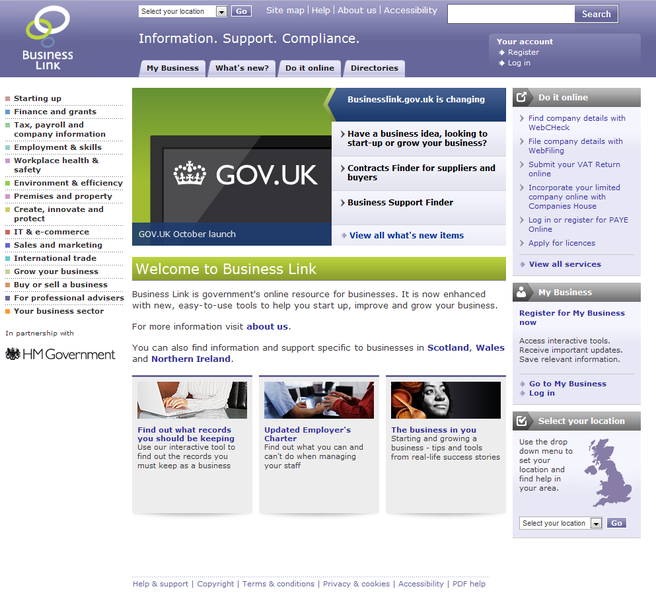 Select your location
Go
Site map | Help | About us | Accessibility
Search
Business
Link
Information. Support. Compliance.
Your account
Register
Log in
My Business
What's new?
Do it online
Directories
Starting up
Finance and grants
Tax, payroll and
company information
Employment & skills
Workplace health &
safety
Environment & efficiency
Premises and property
Create, innovate and
protect
IT & e-commerce
Sales and marketing
International trade
Grow your business
Buy or sell a business
For professional advisers
Your business sector
In partnership with
HM Government
GOV.UK
GOV.UK October launch
Businesslink.gov.uk is changing
Have a business idea, looking to
start-up or grow your business?
Contracts Finder for suppliers and
buyers
Business Support Finder
View all what's new items
Welcome to Business Link
Business Link is government's online resource for businesses. It is now enhanced
with new, easy-to-use tools to help you start up, improve and grow your business.
For more information visit about us.
You can also find information and support specific to businesses in Scotland, Wales
and Northern Ireland.
Find out what records
you should be keeping
Use our interactive tool to
find out the records you
must keep as a business
Updated Employer's
Charter
Find out what you can and
can't do when managing
your staff
The business in you
Starting and growing a
business - tips and tools
from real-life success stories
Do it online
Find company details with
WebCHeck
File company details with
WebFiling
Submit your VAT Return
online
Incorporate your limited
company online with
Companies House
Log in or register for PAYE
Online
Apply for licences
View all services
My Business
Register for My Business
now
Access interactive tools.
Receive important updates.
Save relevant information.
Go to My Business
Log in
Select your location
Use the drop
down menu to
set your
location and
find help in
your area.
Select your location
Go
Help & support | Copyright | Terms & conditions | Privacy & cookies | Accessibility | PDF help